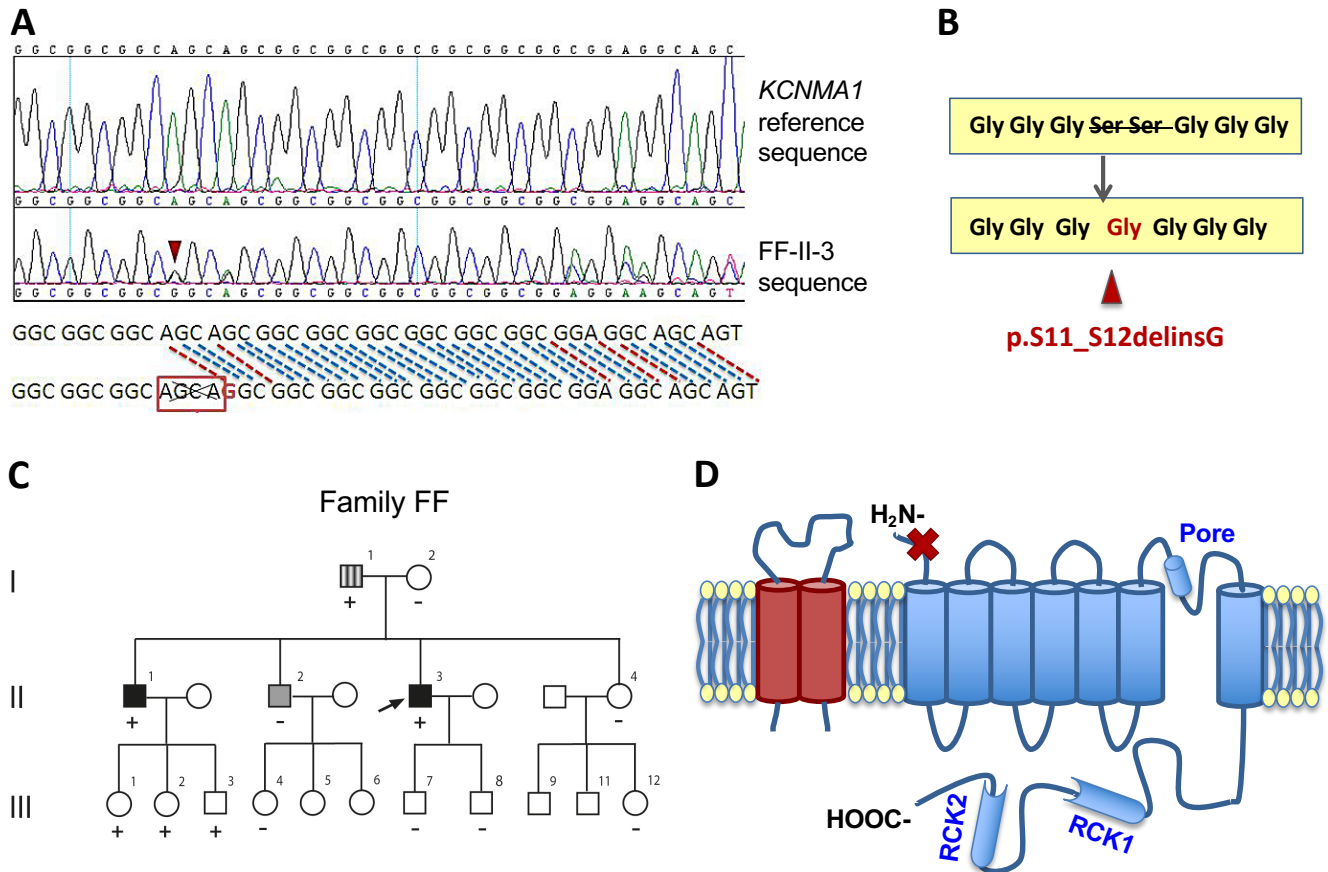 A
G G C G G C G G C A G C A G C G G C G G C G G C G G C G G C G G C G G A G G C A G C
KCNMA1
reference
sequence
G G C G G C G G C A G C A G C G G C G G C G G C G G C G G C G G C G G A G G C A G C
FF-II-3
sequence
G G C G G C G G C G G C A G C G G C G G C G G C G G C G G C G G A G G A A G C A G T
GGC GGC GGC AGC AGC GGC GGC GGC GGC GGC GGC GGA GGC AGC AGT
GGC GGC GGC AGCAGGC GGC GGC GGC GGC GGC GGC GGA GGC AGC AGT
B
Gly Gly Gly Ser Ser Gly Gly Gly
Gly Gly Gly Gly Gly Gly Gly
p.S11_S12delinsG
C
Family FF
I
1 2
+ -
II
1 2 3 4
+ - + -
III
1 2 3 4 5 6 7 8 9 11 12
+ + + - - - -
D
H2N-
Pore
HOOC-
RCK2
RCK1